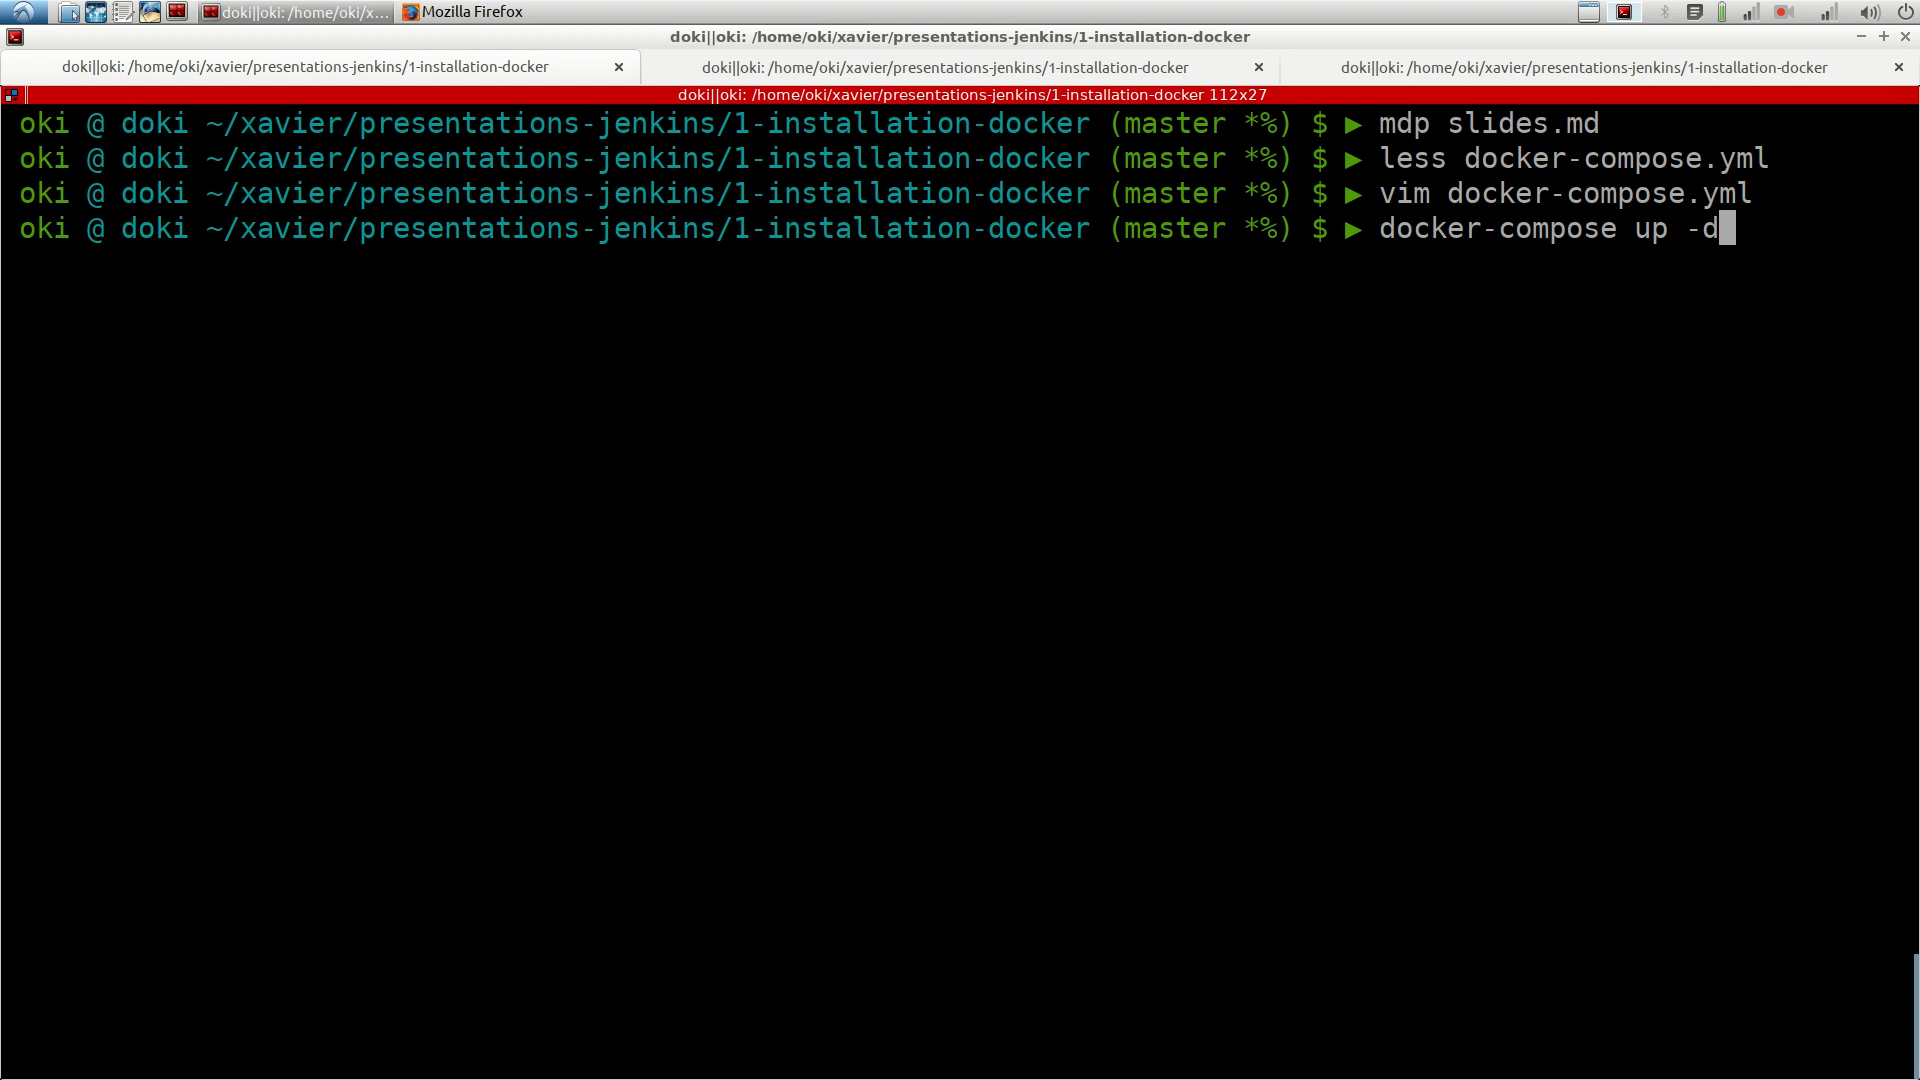 doki||oki: /home/oki/x... Mozilla Firefox
doki||oki: /home/oki/xavier/presentations-jenkins/1-installation-docker
doki||oki: /home/oki/xavier/presentations-jenkins/1-installation-docker doki||oki: /home/oki/xavier/presentations-jenkins/1-installation-docker doki||oki: /home/oki/xavier/presentations-jenkins/1-installation-docker
doki||oki: /home/oki/xavier/presentations-jenkins/1-installation-docker 112x27
oki @ doki ~/xavier/presentations-jenkins/1-installation-docker (master *%) $ ▶ mdp slides.md
oki @ doki ~/xavier/presentations-jenkins/1-installation-docker (master *%) $ ▶ less docker-compose.yml
oki @ doki ~/xavier/presentations-jenkins/1-installation-docker (master *%) $ ▶ vim docker-compose.yml
oki @ doki ~/xavier/presentations-jenkins/1-installation-docker (master *%) $ ▶ docker-compose up -d